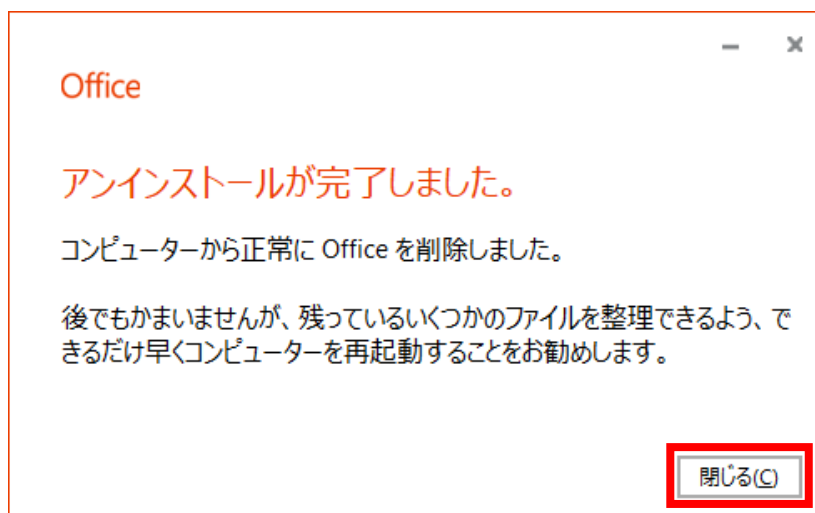 Office
アンインストールが完了しました。
コンピューターから正常に Office を削除しました。
後でもかまいませんが、残っているいくつかのファイルを整理できるよう、で
きるだけ早くコンピューターを再起動することをお勧めします。
閉じる(C)